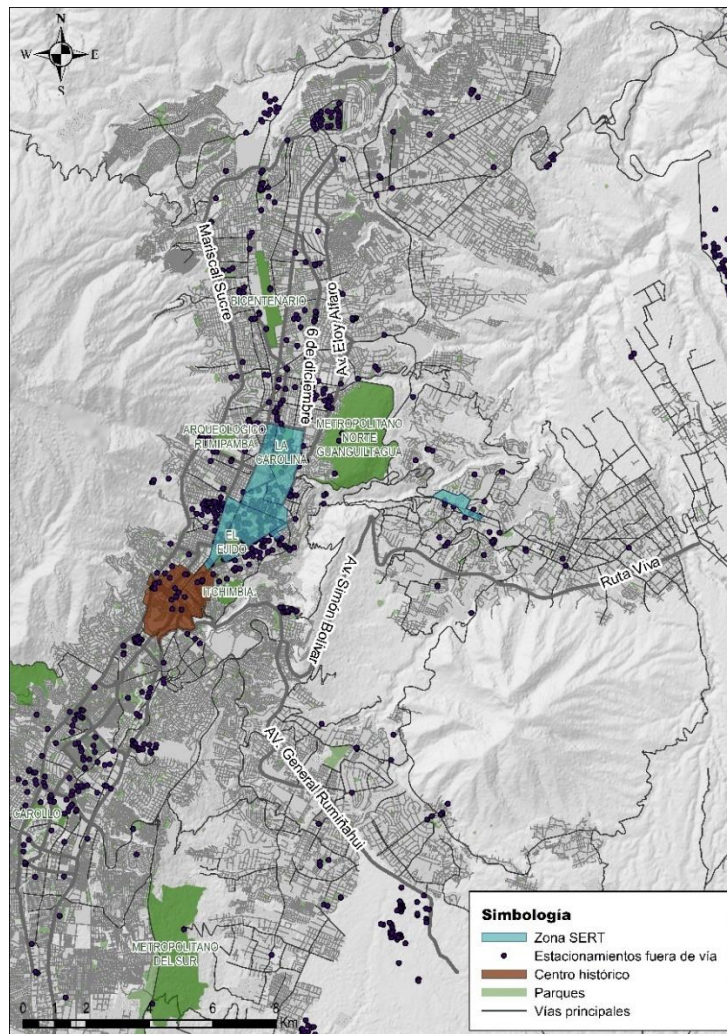 N
W E
S
Mariscal Sucre
BICENTENARIO
6 de diciembre
Av. Eloy Alfaro
ARQUEOLOGICO
RUMIPAMBA
LA
CAROLINA
METROPOLITANO
NORTE
GUANGUILTAGUA
EL
EJIDO
ITCHIMBIA
Av. Simón Bolívar
Ruta Viva
AV. General Rumiñahui
CAROLLO
METROPOLITANO
DEL SUR
Simbología
Zona SERT
Estacionamientos fuera de vía
Centro histórico
Parques
Vías principales
0 2 4 6 8
Km